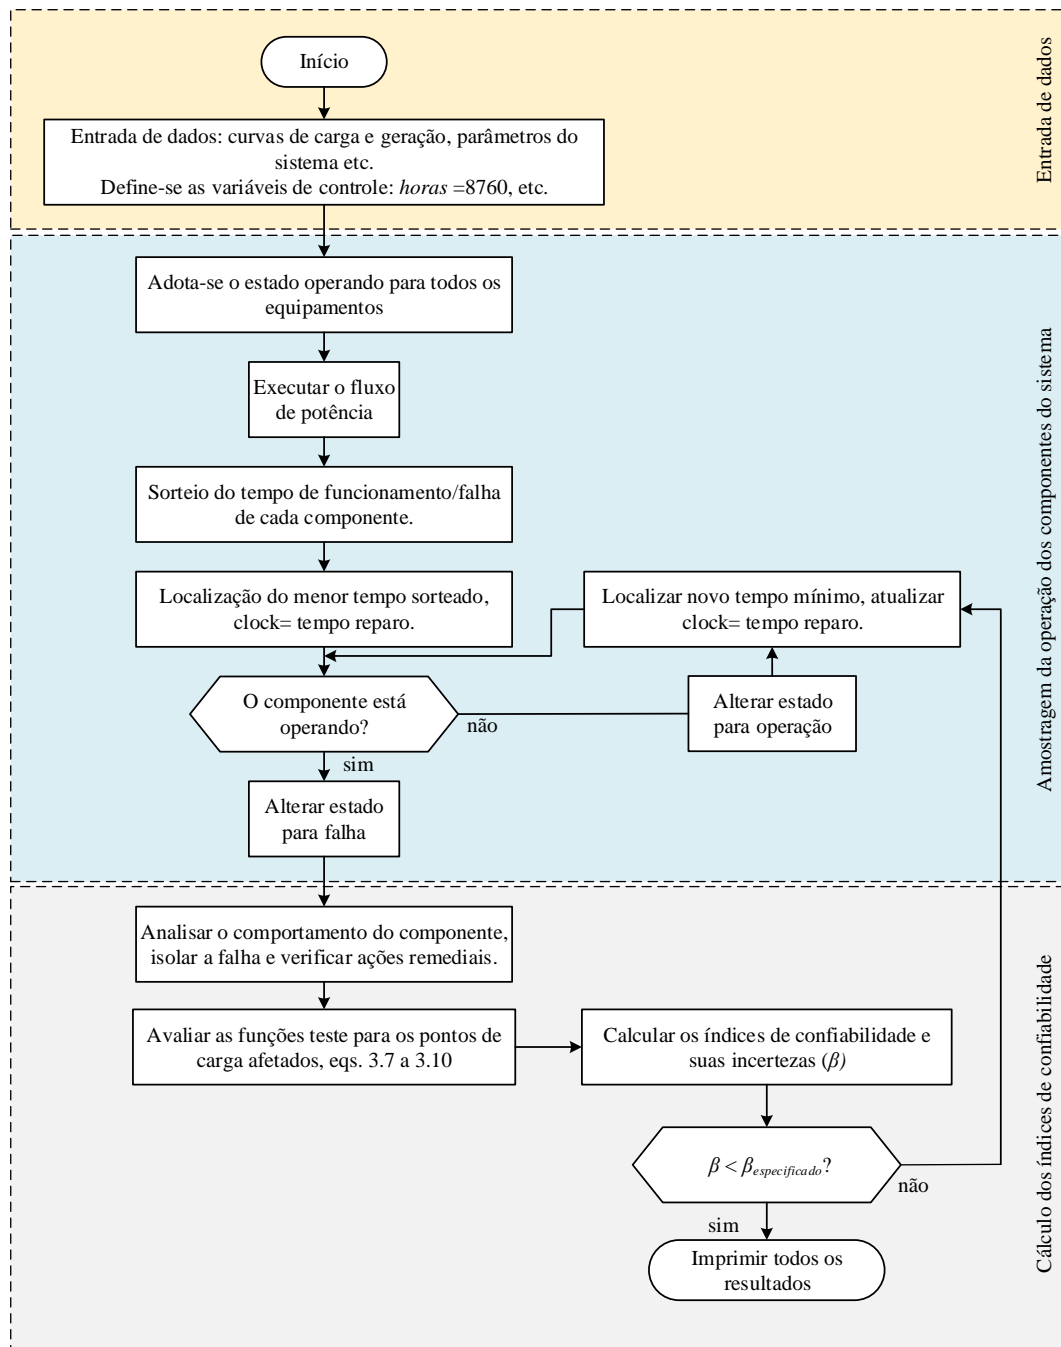 Início
Entrada de dados: curvas de carga e geração, parâmetros do
sistema etc.
Define-se as variáveis de controle: horas =8760, etc.
Entrada de dados
Adota-se o estado operando para todos os
equipamentos
Executar o fluxo
de potência
Sorteio do tempo de funcionamento/falha
de cada componente.
Localização do menor tempo sorteado,
clock= tempo reparo.
Localizar novo tempo mínimo, atualizar
clock= tempo reparo.
O componente está
operando?
não
Alterar estado
para operação
sim
Alterar estado
para falha
Amostragem da operação dos componentes do sistema
Analisar o comportamento do componente,
isolar a falha e verificar ações remediais.
Avaliar as funções teste para os pontos de
carga afetados, eqs. 3.7 a 3.10
Calcular os índices de confiabilidade e
suas incertezas (β)
β < βespecificado?
não
sim
Imprimir todos os
resultados
Cálculo dos índices de confiabilidade